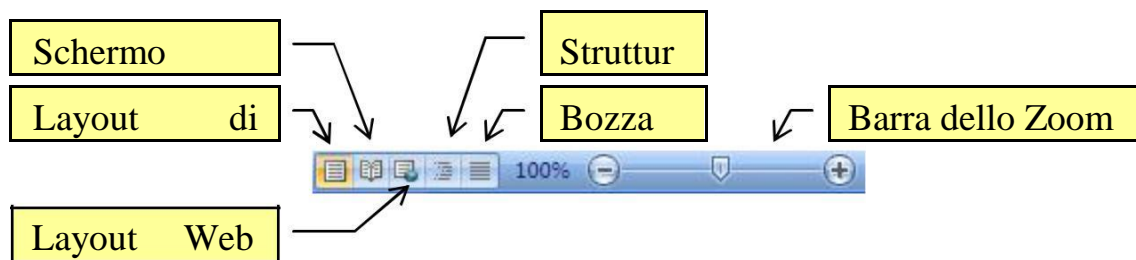 Schermo
Struttur
Layout di
Bozza
Barra dello Zoom
100%
Layout Web